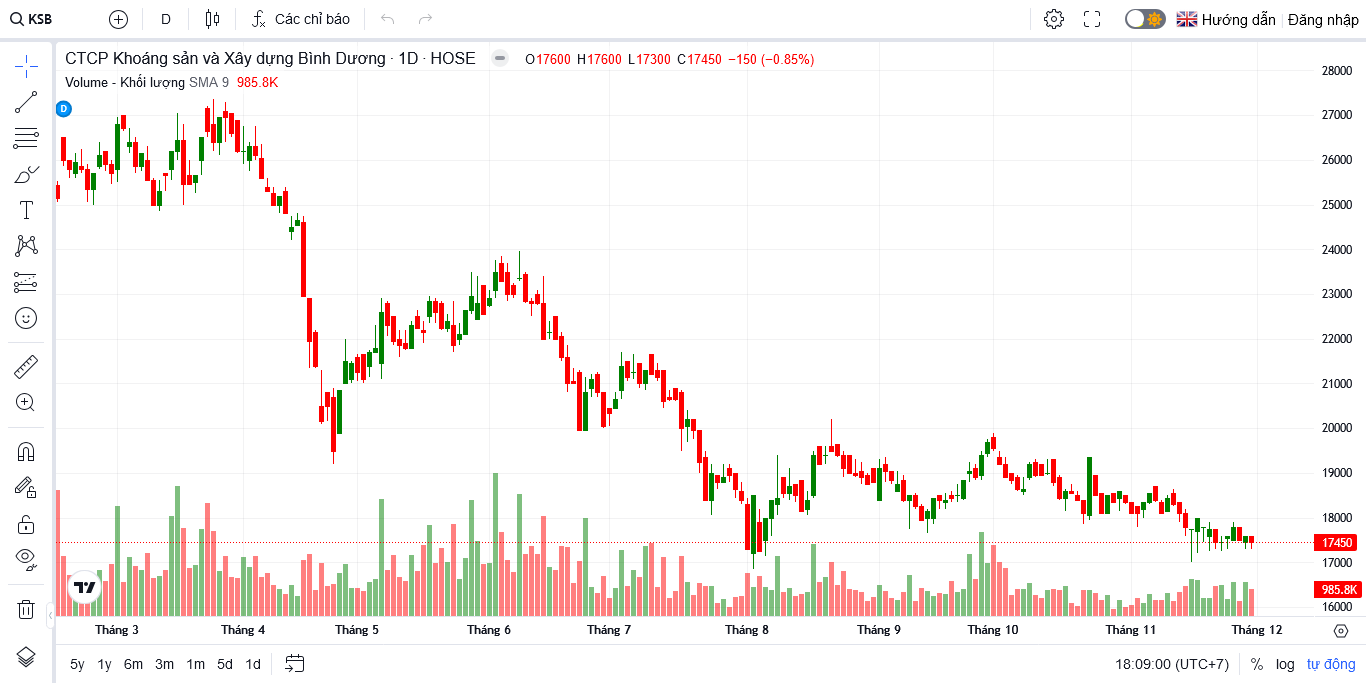 KSB D Các chỉ báo Hướng dẫn Đăng nhập
CTCP Khoáng sản và Xây dựng Bình Dương · 1D · HOSE O17600 H17600 L17300 C17450 −150 (−0.85%)
Volume - Khối lượng SMA 9 985.8K
D
28000
27000
26000
25000
24000
23000
22000
21000
20000
19000
18000
17450
17000
985.8K
16000
Tháng 3 Tháng 4 Tháng 5 Tháng 6 Tháng 7 Tháng 8 Tháng 9 Tháng 10 Tháng 11 Tháng 12
5y 1y 6m 3m 1m 5d 1d 18:09:00 (UTC+7) % log tự động